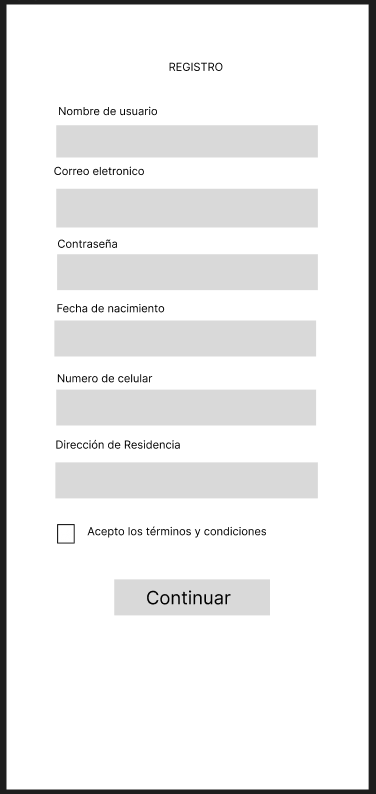 REGISTRO
Nombre de usuario
Correo eletronico
Contraseña
Fecha de nacimiento
Numero de celular
Dirección de Residencia
Acepto los términos y condiciones
Continuar